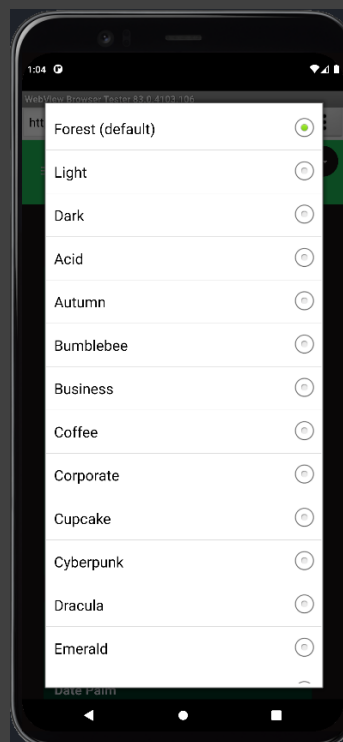 1:04
WebView Browser Tester 83.0.4103.106
htt
Forest (default)
Light
Dark
Acid
Autumn
Bumblebee
Business
Coffee
Corporate
Cupcake
Cyberpunk
Dracula
Emerald
Date Palm